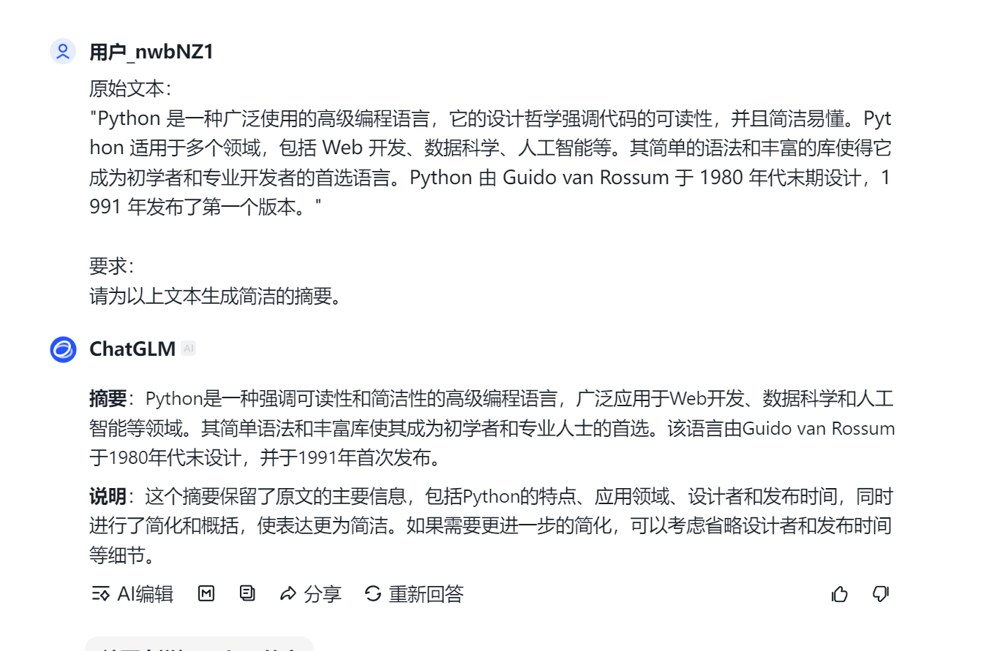 用户_nwbNZ1
原始文本：
"Python 是一种广泛使用的高级编程语言，它的设计哲学强调代码的可读性，并且简洁易懂。Pyt
hon 适用于多个领域，包括 Web 开发、数据科学、人工智能等。其简单的语法和丰富的库使得它
成为初学者和专业开发者的首选语言。Python 由 Guido van Rossum 于 1980 年代末期设计，1
991 年发布了第一个版本。"
要求：
请为以上文本生成简洁的摘要。
ChatGLM AI
摘要：Python是一种强调可读性和简洁性的高级编程语言，广泛应用于Web开发、数据科学和人工
智能等领域。其简单语法和丰富库使其成为初学者和专业人士的首选。该语言由Guido van Rossum
于1980年代末设计，并于1991年首次发布。
说明：这个摘要保留了原文的主要信息，包括Python的特点、应用领域、设计者和发布时间，同时
进行了简化和概括，使表达更为简洁。如果需要更进一步的简化，可以考虑省略设计者和发布时间
等细节。
AI编辑 分享 重新回答